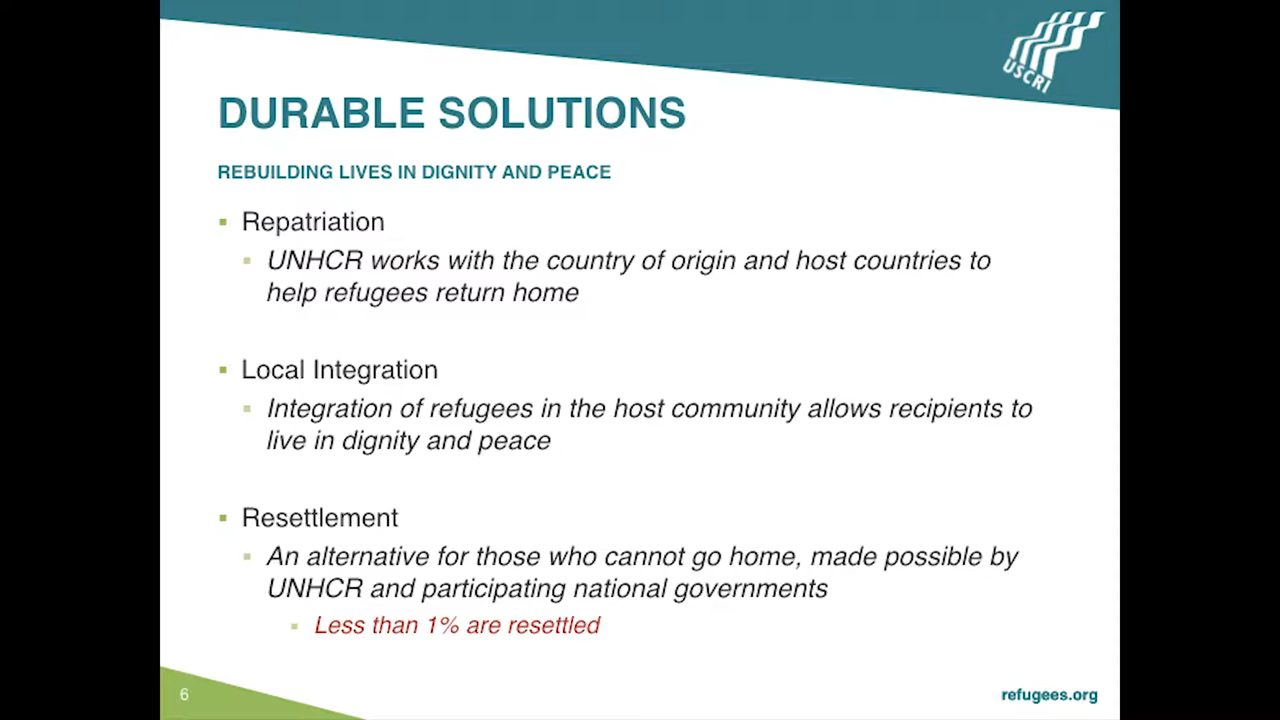 USCRI
DURABLE SOLUTIONS
REBUILDING LIVES IN DIGNITY AND PEACE
▪ Repatriation
▪ UNHCR works with the country of origin and host countries to
help refugees return home
▪ Local Integration
▪ Integration of refugees in the host community allows recipients to
live in dignity and peace
▪ Resettlement
▪ An alternative for those who cannot go home, made possible by
UNHCR and participating national governments
▪ Less than 1% are resettled
6
refugees.org